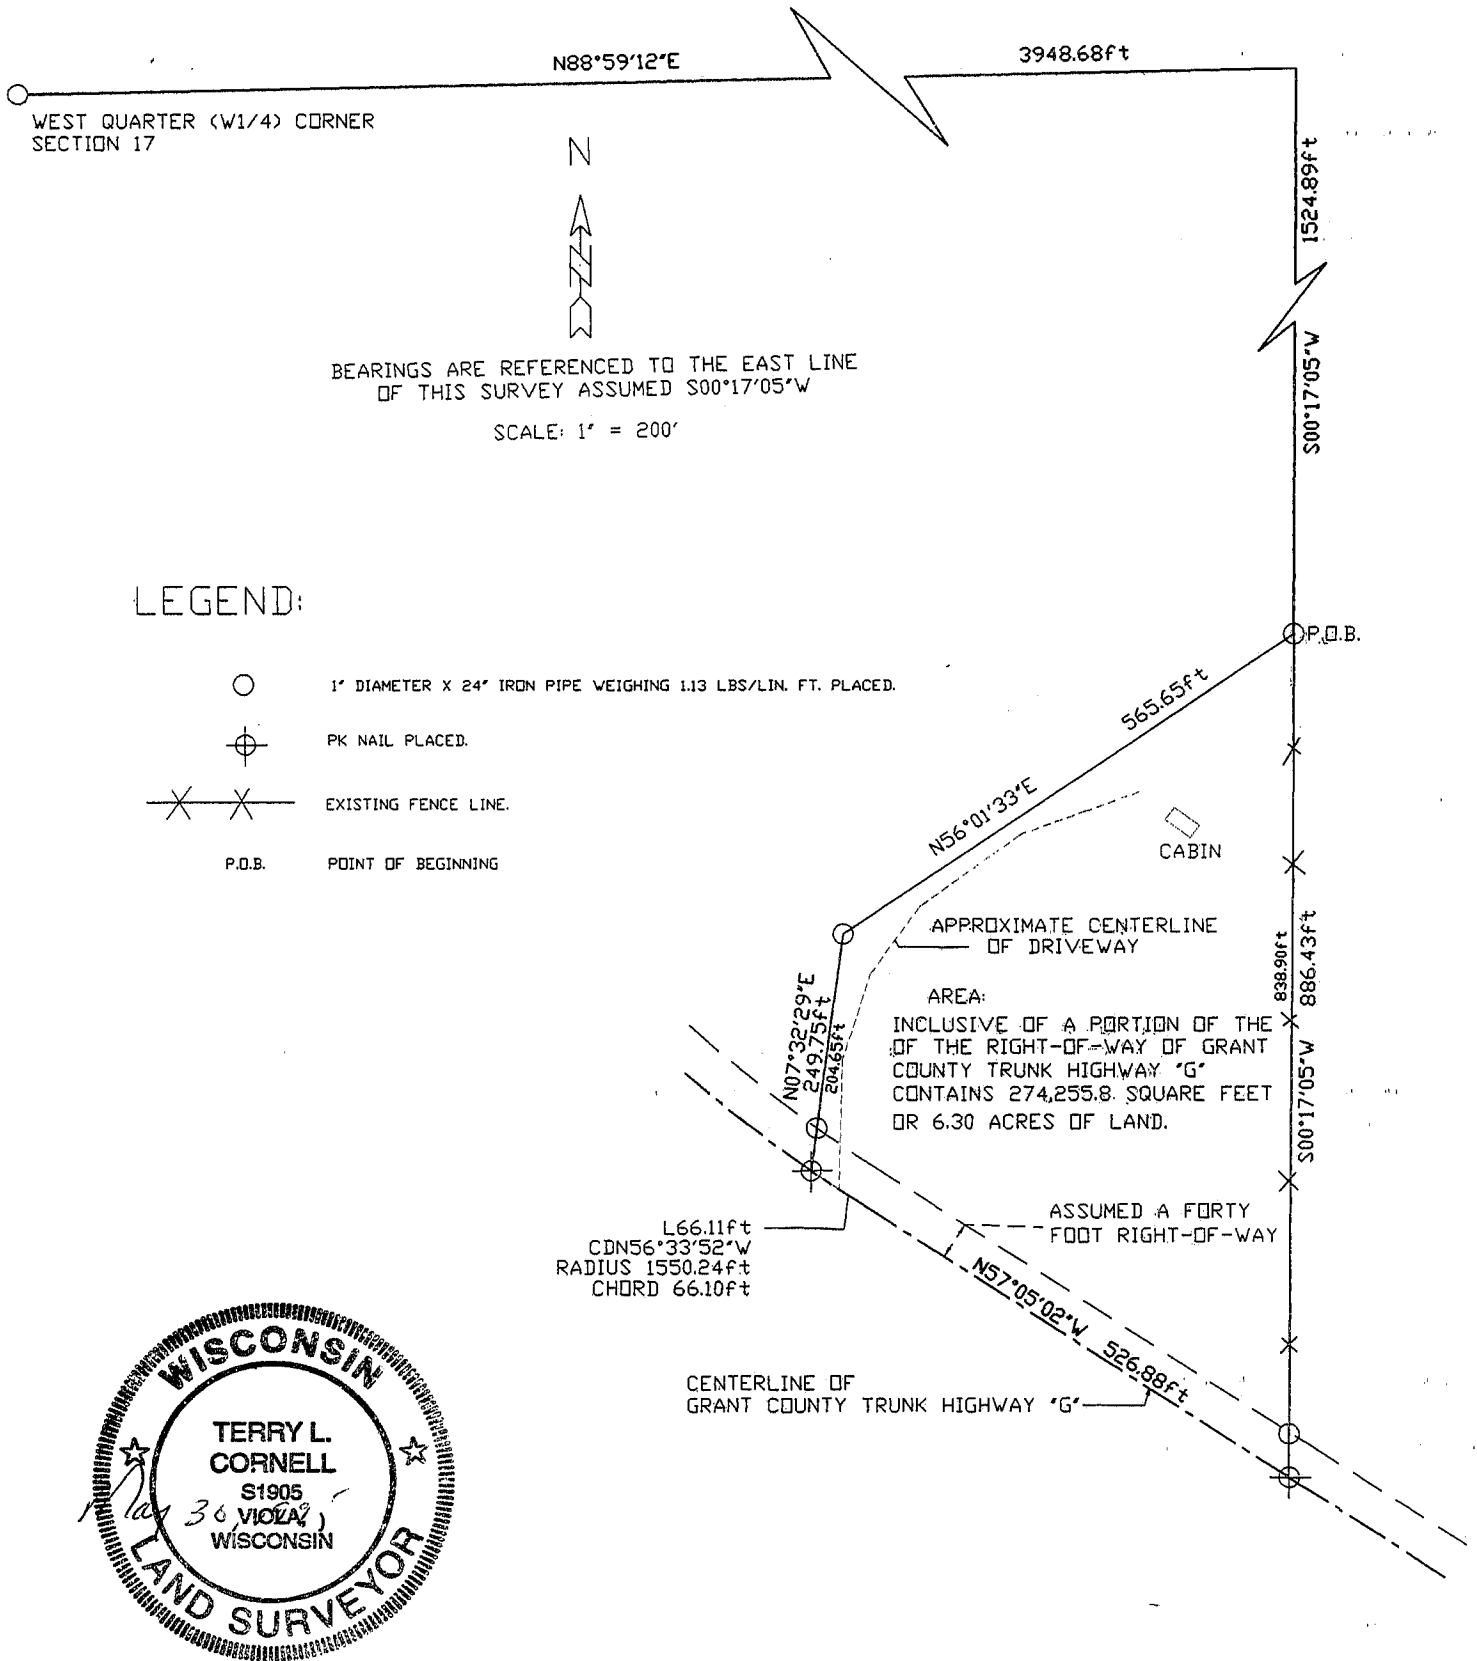 N88°59'12"E
3948.68ft
WEST QUARTER (W1/4) CORNER
SECTION 17
1524.89ft
S00°17'05"W
N
BEARINGS ARE REFERENCED TO THE EAST LINE
OF THIS SURVEY ASSUMED S00°17'05"W
SCALE: 1" = 200'
LEGEND:
1" DIAMETER X 24" IRON PIPE WEIGHING 1.13 LBS/LIN. FT. PLACED.
PK NAIL PLACED.
EXISTING FENCE LINE.
P.O.B. POINT OF BEGINNING
P.O.B.
565.65ft
N56°01'33"E
CABIN
APPROXIMATE CENTERLINE
OF DRIVEWAY
838.90ft
886.43ft
S00°17'05"W
N07°32'29"E
249.75ft
204.65ft
AREA:
INCLUSIVE OF A PORTION OF THE
OF THE RIGHT-OF-WAY OF GRANT
COUNTY TRUNK HIGHWAY "G"
CONTAINS 274,255.8 SQUARE FEET
OR 6.30 ACRES OF LAND.
ASSUMED A FORTY
FOOT RIGHT-OF-WAY
L66.11ft
CDN56°33'52"W
RADIUS 1550.24ft
CHORD 66.10ft
N57°05'02"W 526.88ft
CENTERLINE OF
GRANT COUNTY TRUNK HIGHWAY "G"
WISCONSIN
TERRY L.
CORNELL
S1905
VIOLA,
WISCONSIN
LAND SURVEYOR
May 30,